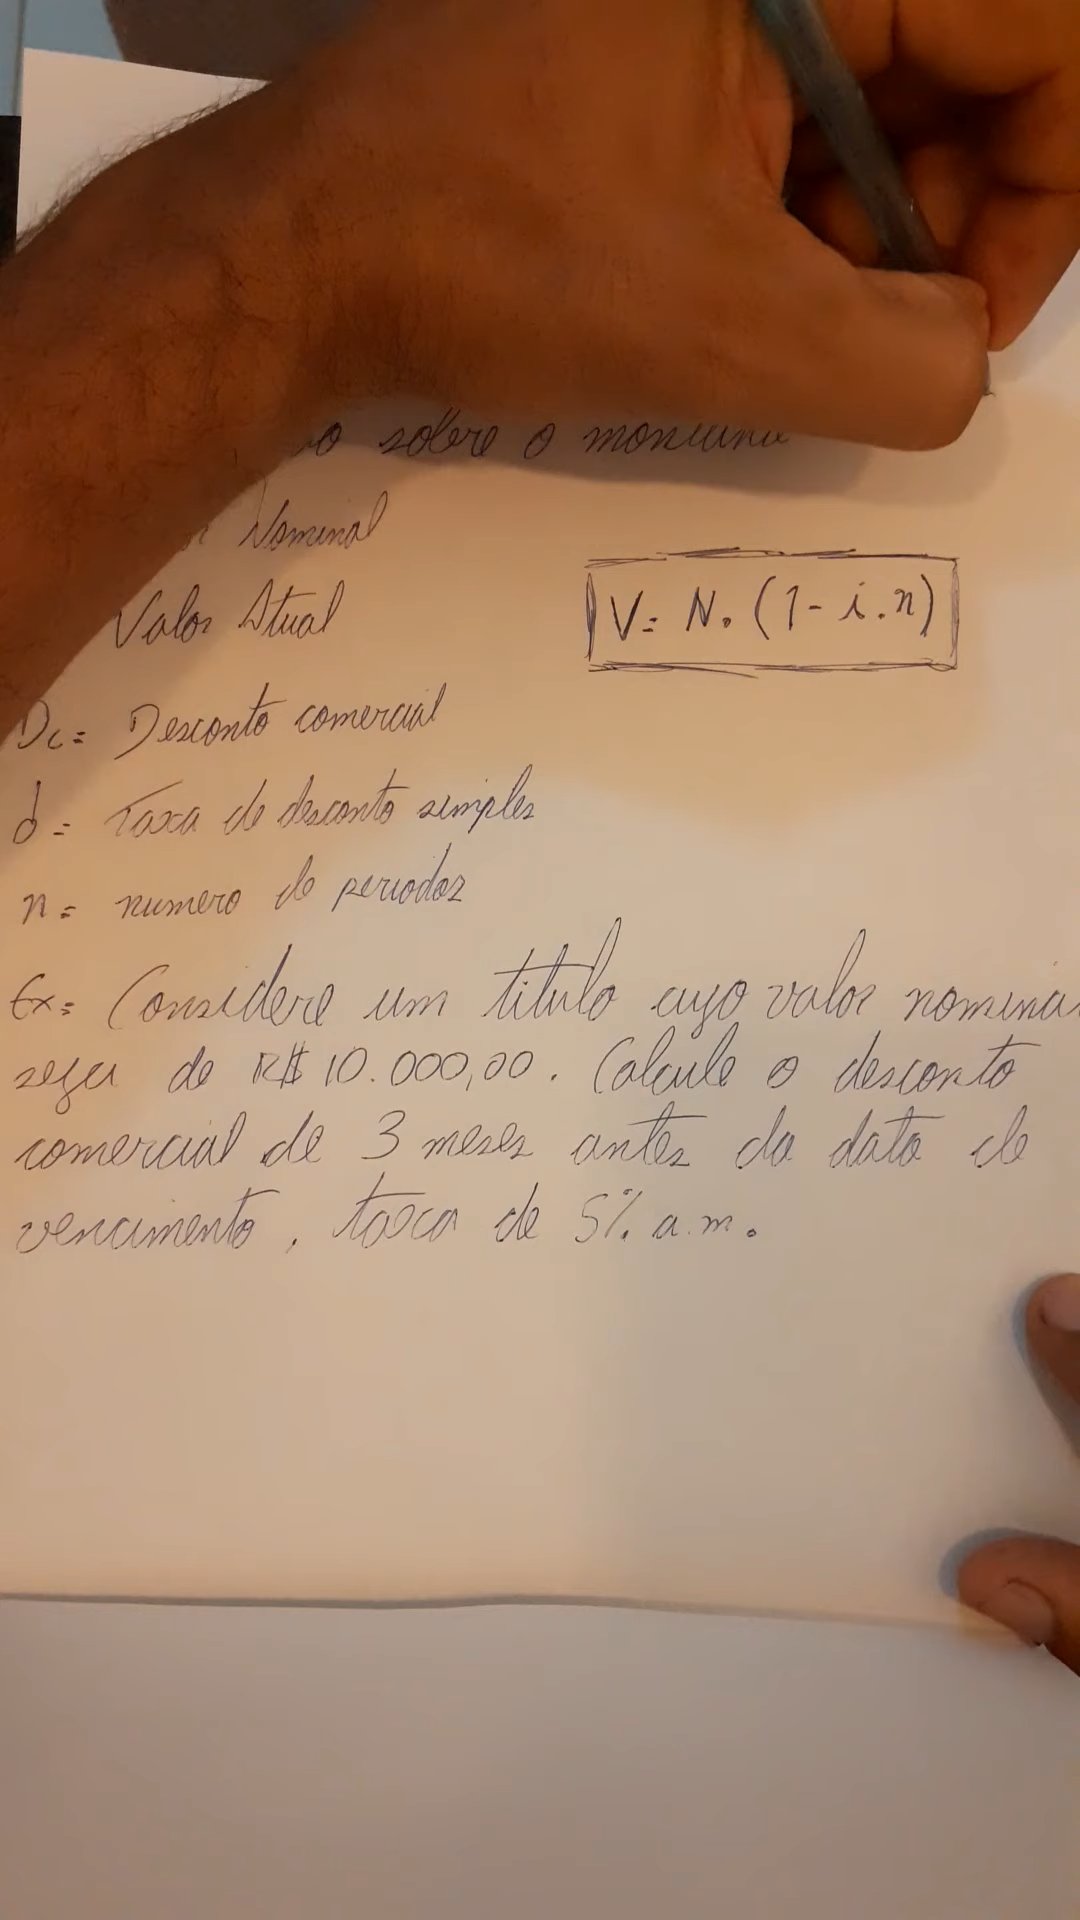 sobre o
Nominal
Valor Atual
V= N. (1- i.n)
Dc= Desconto comercial
d= Taxa de desconto simples
n= numero de periodos
Ex= Considere um titulo cujo valor nomina
seja de R$ 10.000,00. Calcule o desconto
comercial de 3 meses antes da data de
vencimento, taxa de 5% a.m.